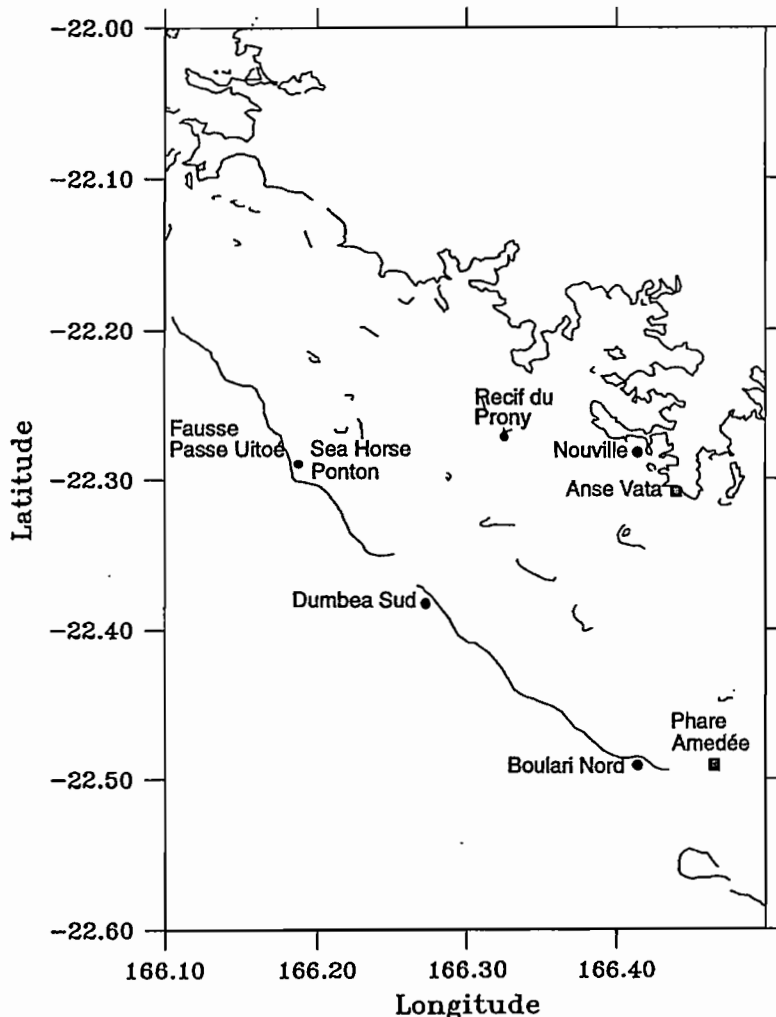 -22.00
-22.10
-22.20
-22.30
-22.40
-22.50
-22.60
Latitude
Recif du
Prony
Fausse
Passe Uitoé
Sea Horse
Ponton
Nouville
Anse Vata
Dumbea Sud
Phare
Amedée
Boulari Nord
166.10
166.20
166.30
166.40
Longitude